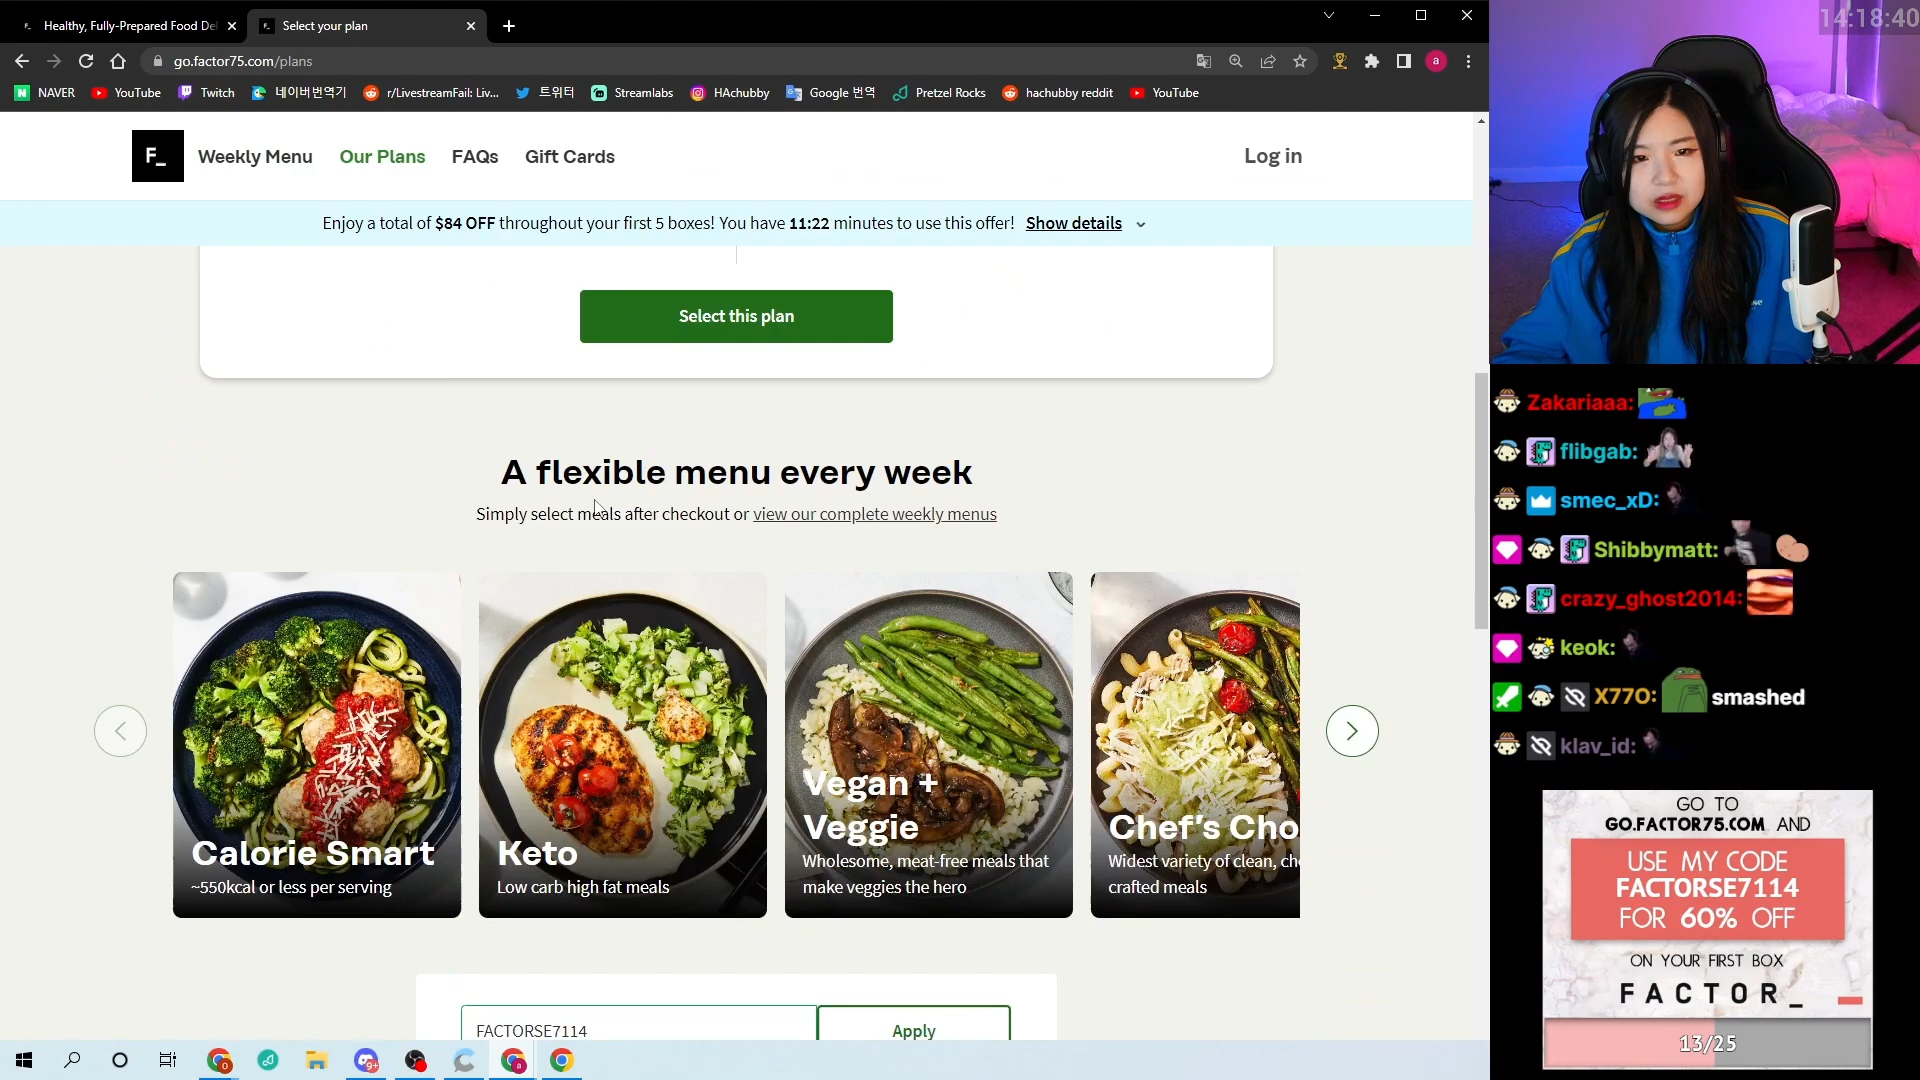 Healthy, Fully-Prepared Food Del
Select your plan
go.factor75.com/plans
NAVER
YouTube
Twitch
네이버번역기
r/LivestreamFail: Liv...
트위터
Streamlabs
HAchubby
Google 번역
Pretzel Rocks
hachubby reddit
YouTube
14:18:40
F_
Weekly Menu
Our Plans
FAQs
Gift Cards
Log in
Enjoy a total of $84 OFF throughout your first 5 boxes! You have 11:22 minutes to use this offer! Show details
Select this plan
A flexible menu every week
Simply select meals after checkout or view our complete weekly menus
Calorie Smart
~550kcal or less per serving
Keto
Low carb high fat meals
Vegan +
Veggie
Wholesome, meat-free meals that
make veggies the hero
Chef's Cho
Widest variety of clean, che
crafted meals
FACTORSE7114
Apply
Zakariaaa:
flibgab:
smec_xD:
Shibbymatt:
crazy_ghost2014:
keok:
X77O: smashed
klav_id:
GO TO
GO.FACTOR75.COM AND
USE MY CODE
FACTORSE7114
FOR 60% OFF
ON YOUR FIRST BOX
FACTOR_
13/25